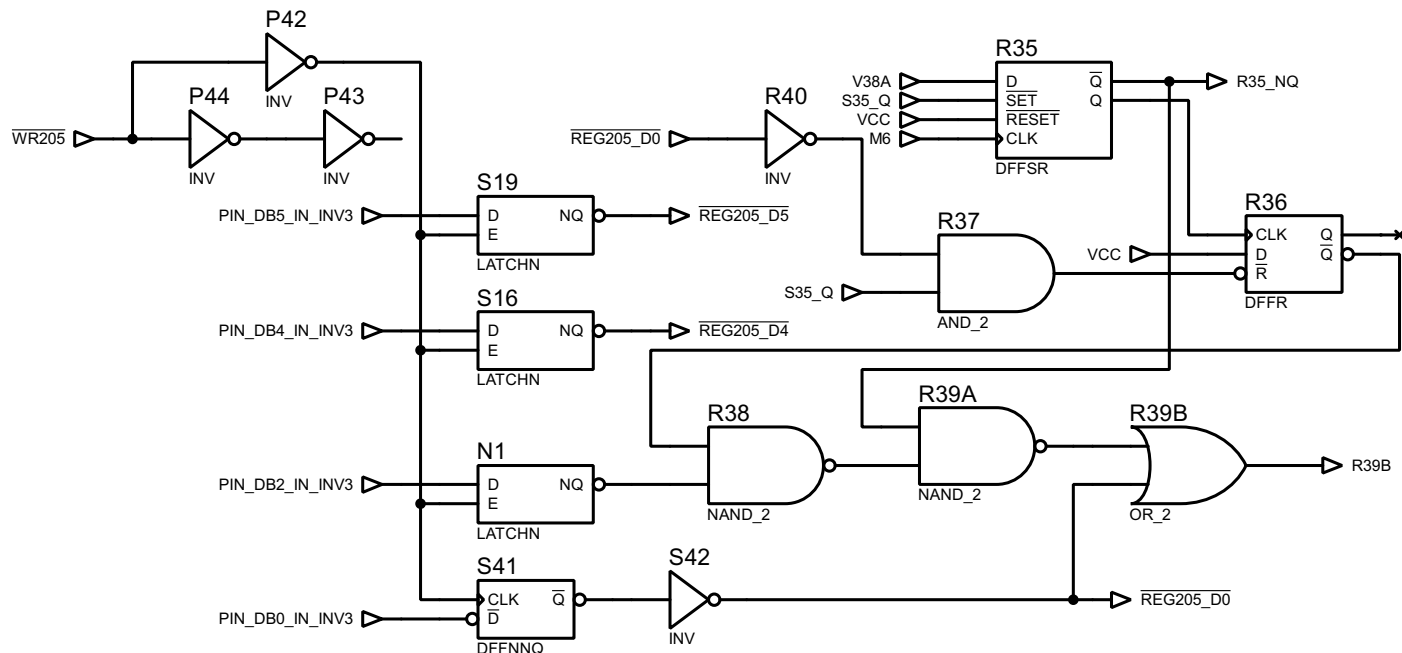 P42
INV
P44
INV
P43
INV
WR205
PIN_DB5_IN_INV3
S19
D
NQ
E
LATCHN
REG205_D5
PIN_DB4_IN_INV3
S16
D
NQ
E
LATCHN
REG205_D4
PIN_DB2_IN_INV3
N1
D
NQ
E
LATCHN
PIN_DB0_IN_INV3
S41
CLK
Q
D
DFFNNQ
S42
INV
REG205_D0
REG205_D0
R40
INV
V38A
S35_Q
VCC
M6
R35
D
Q
SET
Q
RESET
CLK
DFFSR
R35_NQ
S35_Q
R37
AND_2
VCC
R36
CLK
Q
D
Q
R
DFFR
R38
NAND_2
R39A
NAND_2
R39B
OR_2
R39B